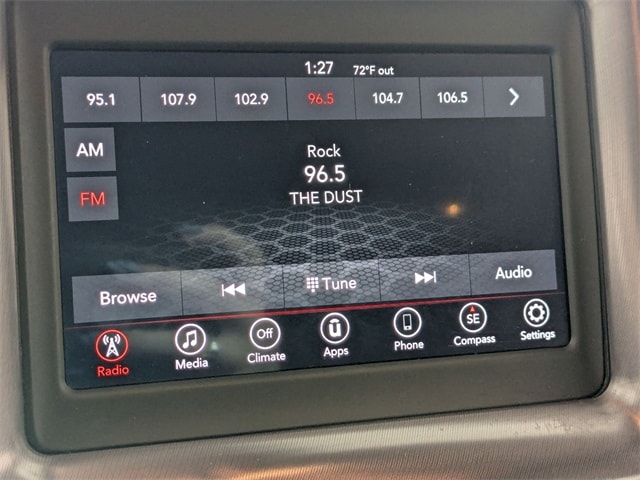 1:27 72°F out
95.1 107.9 102.9 96.5 104.7 106.5
AM
Rock
96.5
FM
THE DUST
Browse Tune Audio
Off SE
Radio Media Climate Apps Phone Compass Settings